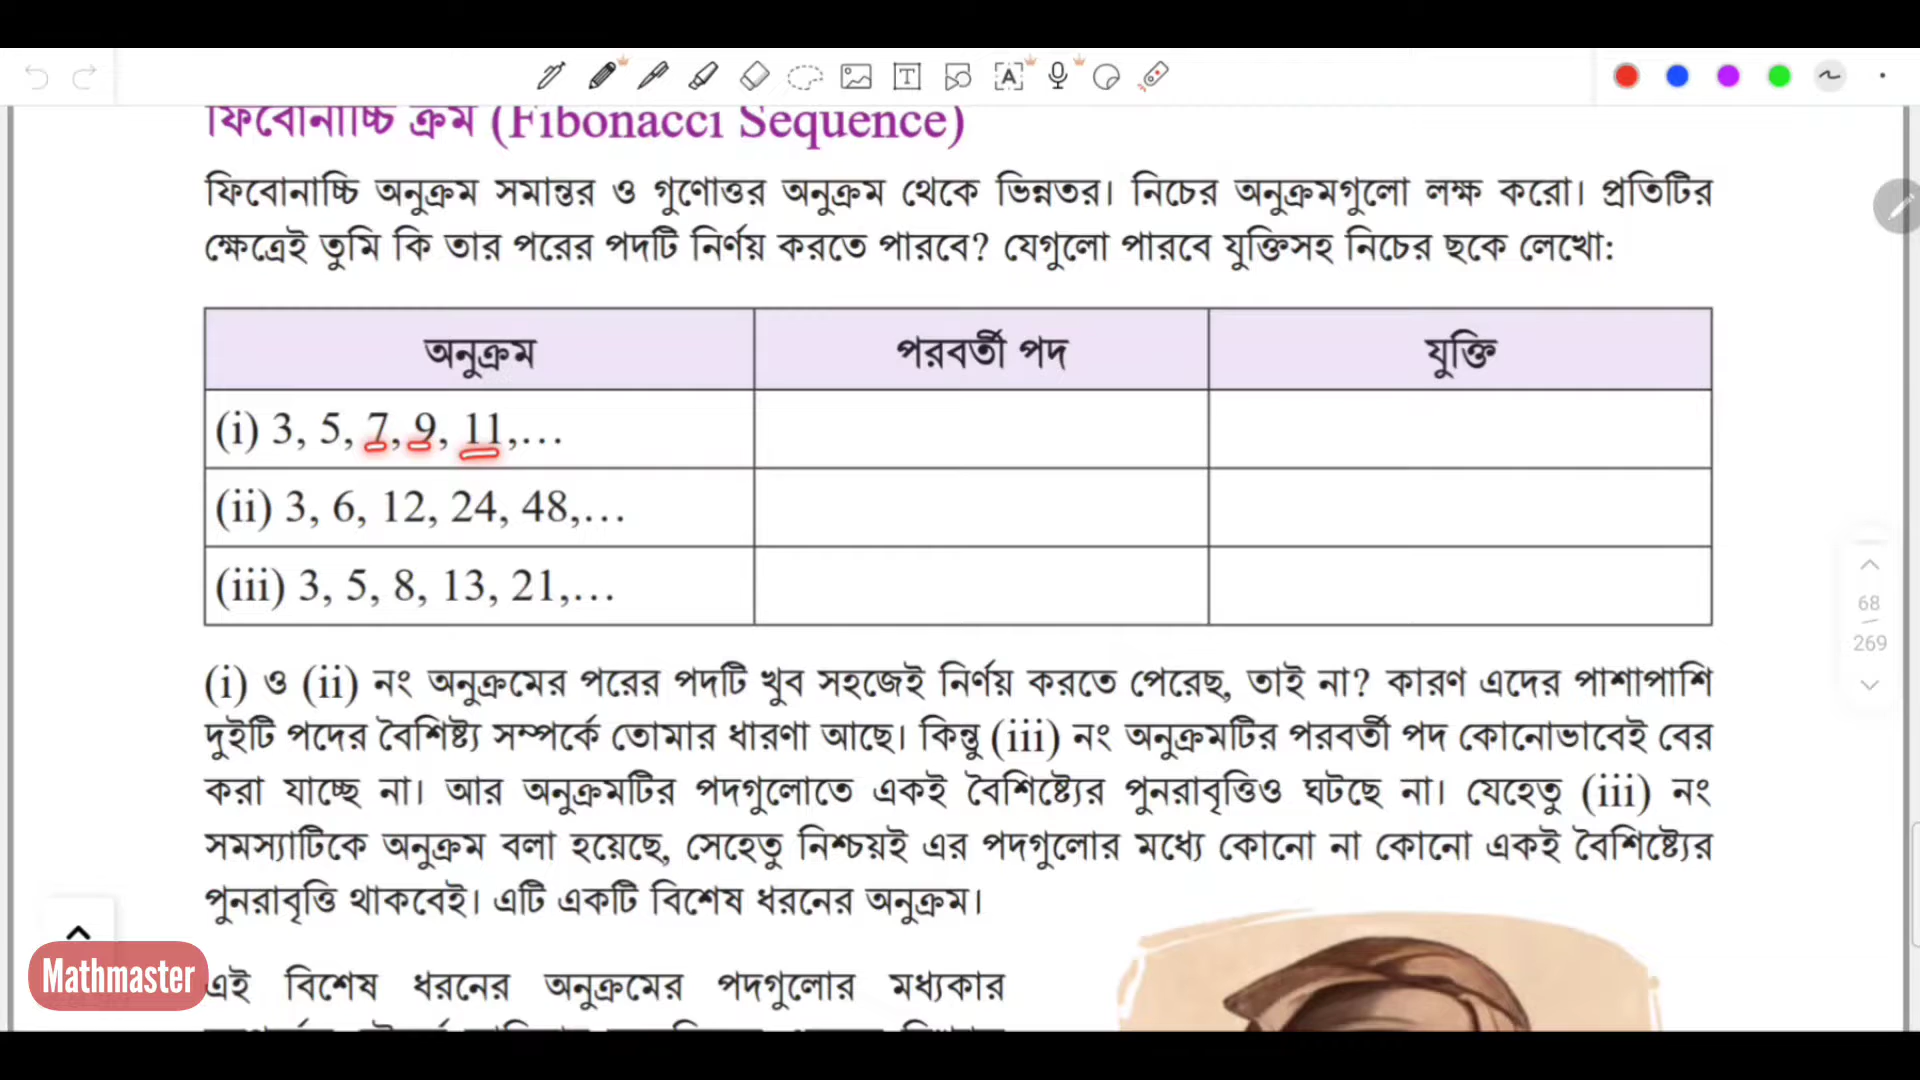 ফিবোনাচ্চি ক্রম (Fibonacci Sequence)
ফিবোনাচ্চি অনুক্রম সমান্তর ও গুণোত্তর অনুক্রম থেকে ভিন্নতর। নিচের অনুক্রমগুলো লক্ষ করো। প্রতিটির
ক্ষেত্রেই তুমি কি তার পরের পদটি নির্ণয় করতে পারবে? যেগুলো পারবে যুক্তিসহ নিচের ছকে লেখো:
অনুক্রম পরবর্তী পদ যুক্তি
(i) 3, 5, 7, 9, 11,...
(ii) 3, 6, 12, 24, 48,...
(iii) 3, 5, 8, 13, 21,...
68
269
(i) ও (ii) নং অনুক্রমের পরের পদটি খুব সহজেই নির্ণয় করতে পেরেছ, তাই না? কারণ এদের পাশাপাশি
দুইটি পদের বৈশিষ্ট্য সম্পর্কে তোমার ধারণা আছে। কিন্তু (iii) নং অনুক্রমটির পরবর্তী পদ কোনোভাবেই বের
করা যাচ্ছে না। আর অনুক্রমটির পদগুলোতে একই বৈশিষ্ট্যের পুনরাবৃত্তিও ঘটছে না। যেহেতু (iii) নং
সমস্যাটিকে অনুক্রম বলা হয়েছে, সেহেতু নিশ্চয়ই এর পদগুলোর মধ্যে কোনো না কোনো একই বৈশিষ্ট্যের
পুনরাবৃত্তি থাকবেই। এটি একটি বিশেষ ধরনের অনুক্রম।
Mathmaster
এই বিশেষ ধরনের অনুক্রমের পদগুলোর মধ্যকার